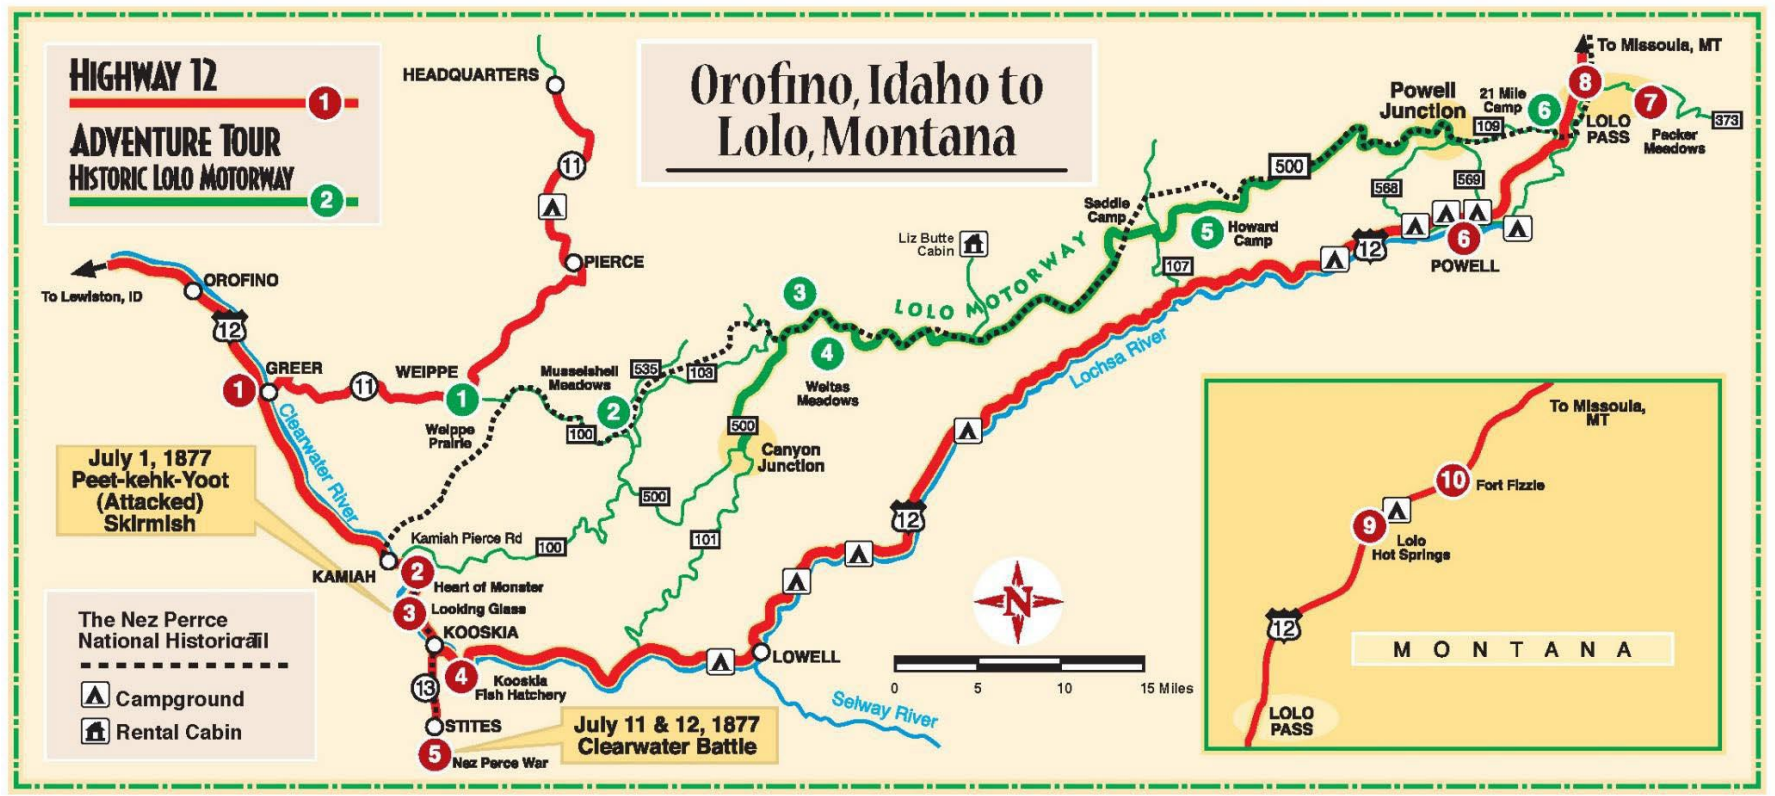 HIGHWAY 12
1
ADVENTURE TOUR
HISTORIC LOLO MOTORWAY
2
Orofino, Idaho to
Lolo, Montana
HEADQUARTERS
11
PIERCE
To Lewiston, ID
OROFINO
12
GREER
1
11
WEIPPE
1
Weippe
Prairie
Clearwater River
Musselshell
Meadows
2
535
103
100
3
4
Weitas
Meadows
500
Canyon
Junction
500
101
Liz Butte
Cabin
LOLO MOTORWAY
Saddle
Camp
5
Howard
Camp
107
500
Powell
Junction
21 Mile
Camp
109
6
568
569
To Missoula, MT
8
7
LOLO
PASS
Packer
Meadows
373
12
6
POWELL
Lochsa River
12
July 1, 1877
Peet-kehk-Yoot
(Attacked)
Skirmish
Kamiah Pierce Rd
100
KAMIAH
2
Heart of Monster
3
Looking Glass
KOOSKIA
4
Kooskia
Fish Hatchery
13
STITES
5
Nez Perce War
July 11 & 12, 1877
Clearwater Battle
LOWELL
Selway River
N
0 5 10 15 Miles
The Nez Perrce
National HistoricraTil
Campground
Rental Cabin
To Missoula,
MT
10
Fort Fizzle
9
Lolo
Hot Springs
12
MONTANA
LOLO
PASS